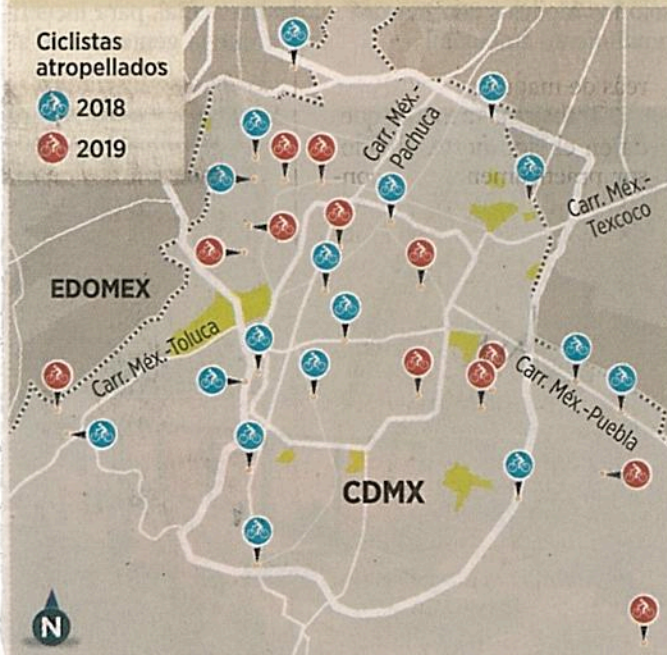 Ciclistas
atropellados
2018
2019
Carr. Méx.-
Pachuca
Carr. Méx.-
Texcoco
EDOMEX
Carr. Méx.-Toluca
Carr. Méx.-Puebla
CDMX
N